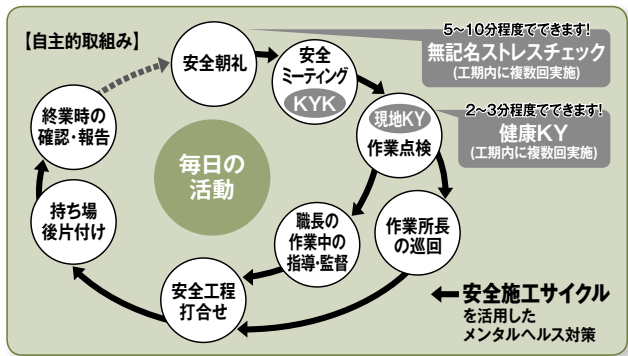 【自主的取組み】
5〜10分程度でできます!
無記名ストレスチェック
(工期内に複数回実施)
安全朝礼
安全
ミーティング
KYK
2〜3分程度でできます!
健康KY
(工期内に複数回実施)
現地KY
作業点検
終業時の
確認・報告
毎日の
活動
持ち場
後片付け
職長の
作業中の
指導・監督
作業所長
の巡回
安全工程
打合せ
安全施工サイクル
を活用した
メンタルヘルス対策